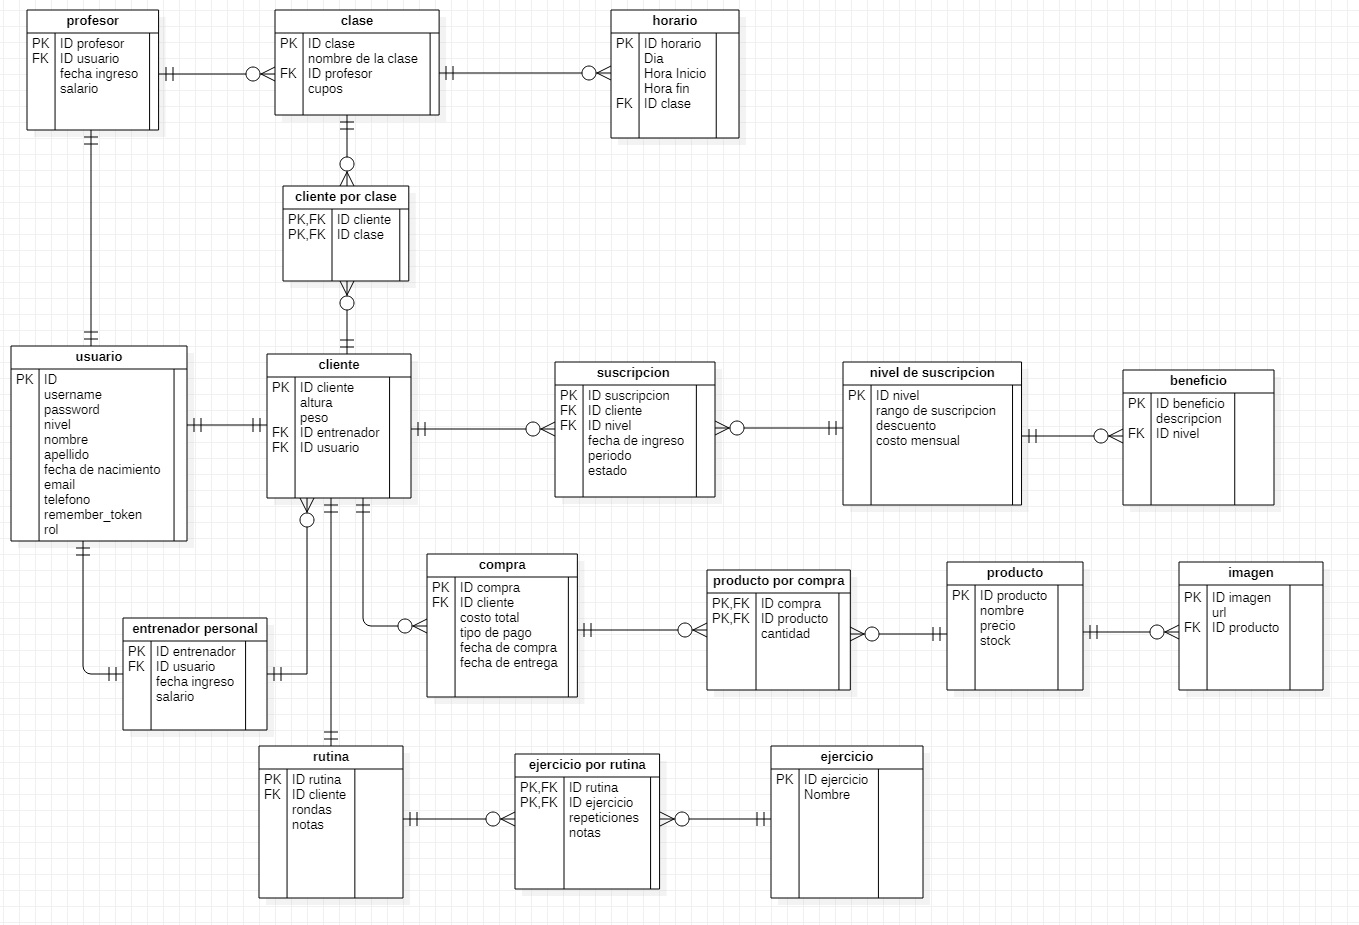 profesor
PK ID profesor
FK ID usuario
fecha ingreso
salario
clase
PK ID clase
nombre de la clase
FK ID profesor
cupos
horario
PK ID horario
Dia
Hora Inicio
Hora fin
FK ID clase
cliente por clase
PK,FK ID cliente
PK,FK ID clase
usuario
PK ID
username
password
nivel
nombre
apellido
fecha de nacimiento
email
telefono
remember_token
rol
cliente
PK ID cliente
altura
peso
FK ID entrenador
FK ID usuario
suscripcion
PK ID suscripcion
FK ID cliente
FK ID nivel
fecha de ingreso
periodo
estado
nivel de suscripcion
PK ID nivel
rango de suscripcion
descuento
costo mensual
beneficio
PK ID beneficio
descripcion
FK ID nivel
compra
PK ID compra
FK ID cliente
costo total
tipo de pago
fecha de compra
fecha de entrega
producto por compra
PK,FK ID compra
PK,FK ID producto
cantidad
producto
PK ID producto
nombre
precio
stock
imagen
PK ID imagen
url
FK ID producto
entrenador personal
PK ID entrenador
FK ID usuario
fecha ingreso
salario
rutina
PK ID rutina
FK ID cliente
rondas
notas
ejercicio por rutina
PK,FK ID rutina
PK,FK ID ejercicio
repeticiones
notas
ejercicio
PK ID ejercicio
Nombre